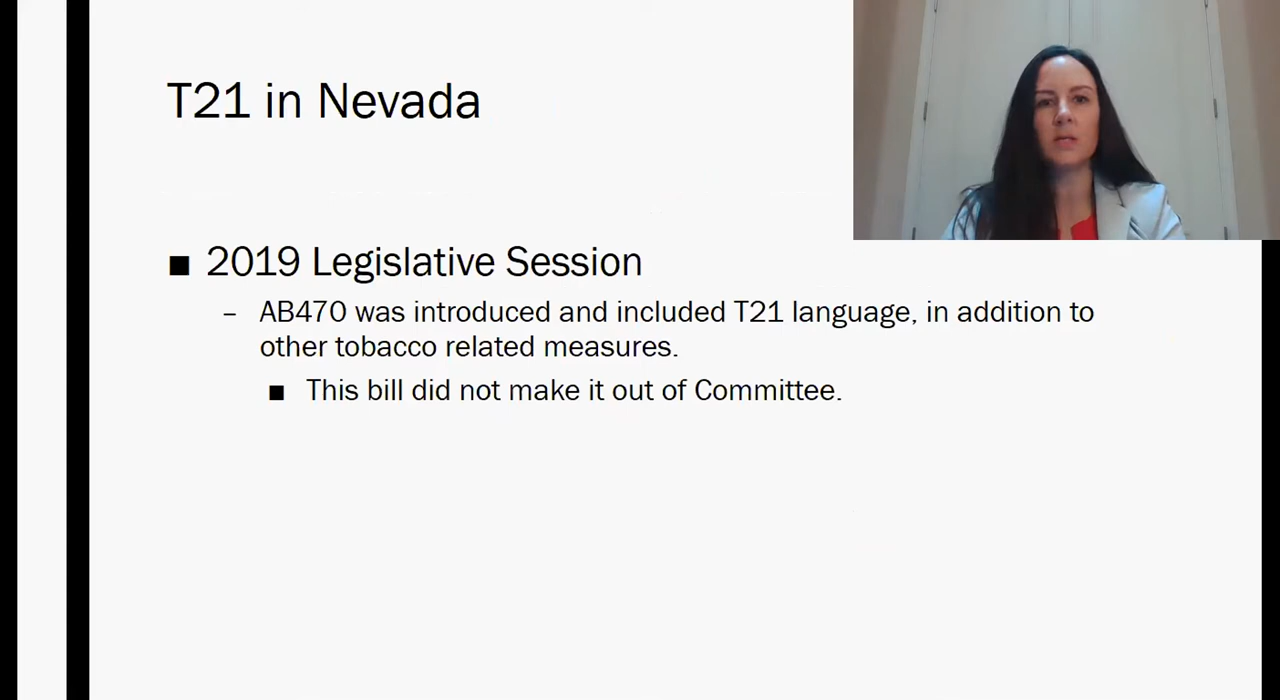 T21 in Nevada
■ 2019 Legislative Session
– AB470 was introduced and included T21 language, in addition to
other tobacco related measures.
■ This bill did not make it out of Committee.